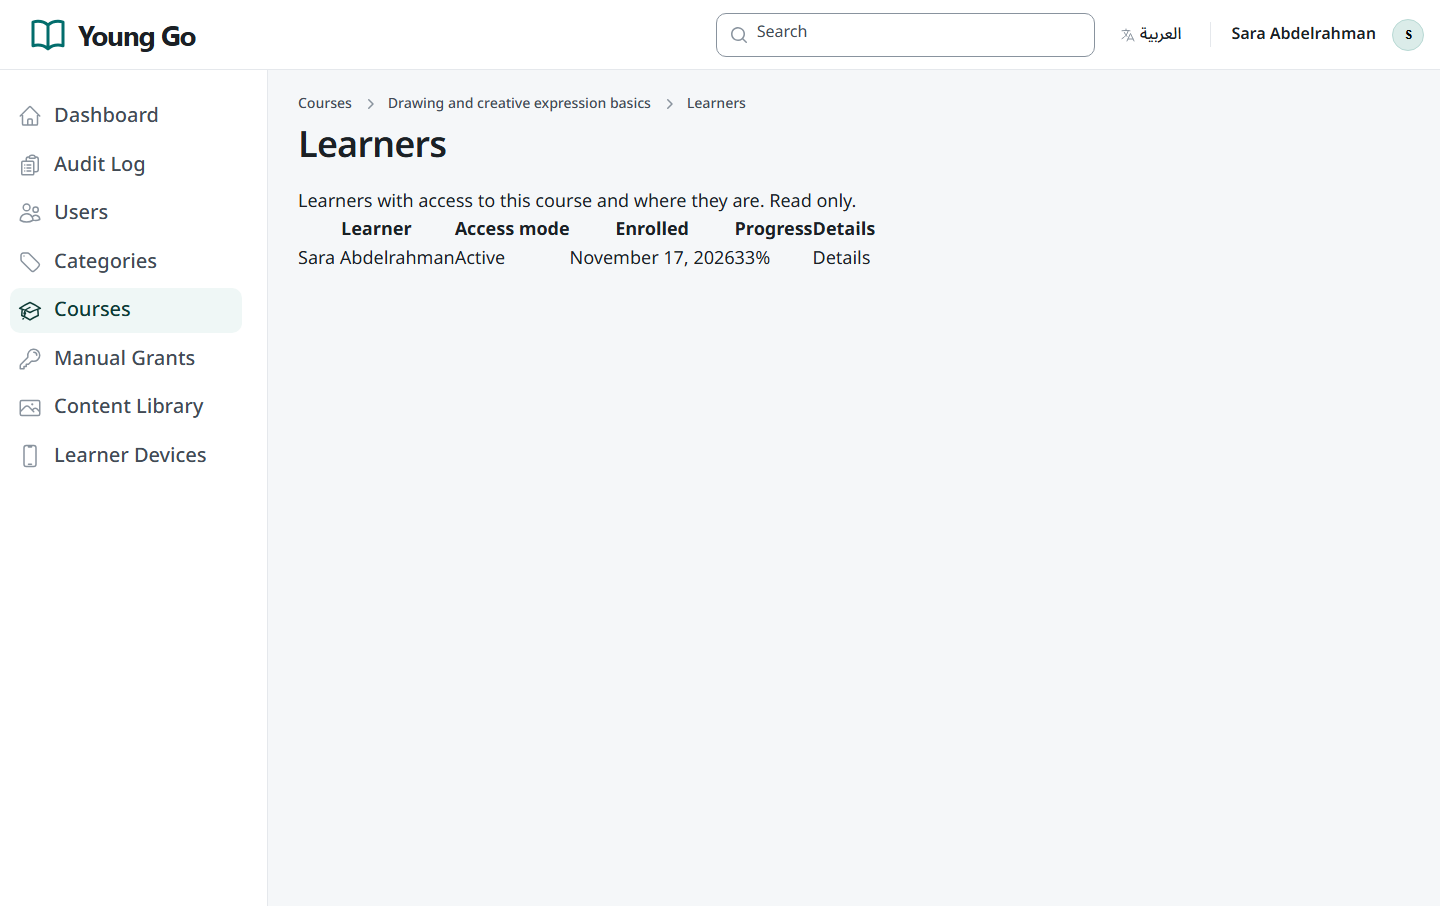 Young Go
Search
العربية
Sara Abdelrahman
S
Dashboard
Audit Log
Users
Categories
Courses
Manual Grants
Content Library
Learner Devices
Courses > Drawing and creative expression basics > Learners
Learners
Learners with access to this course and where they are. Read only.
Learner Access mode Enrolled Progress Details
Sara Abdelrahman Active November 17, 2026 33% Details